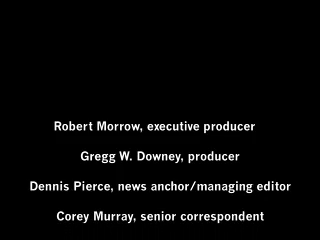 Robert Morrow, executive producer
Gregg W. Downey, producer
Dennis Pierce, news anchor/managing editor
Corey Murray, senior correspondent